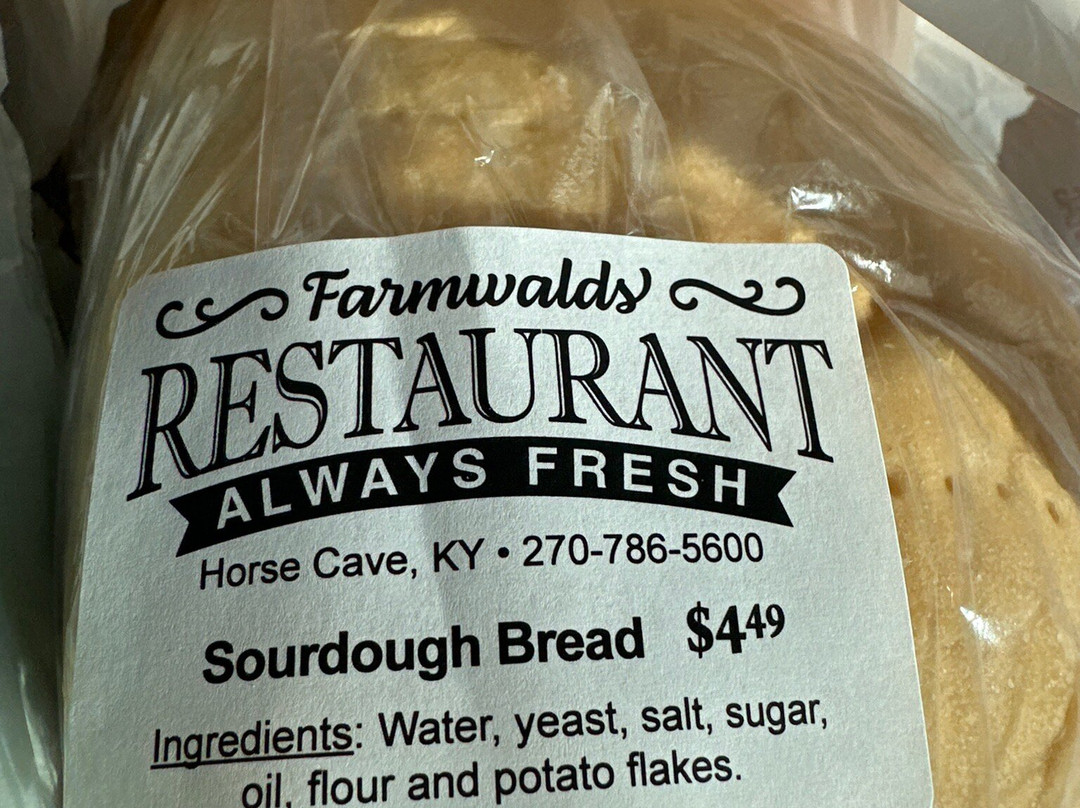 Farmwalds
RESTAURANT
ALWAYS FRESH
Horse Cave, KY • 270-786-5600
Sourdough Bread $4.49
Ingredients: Water, yeast, salt, sugar,
oil, flour and potato flakes.